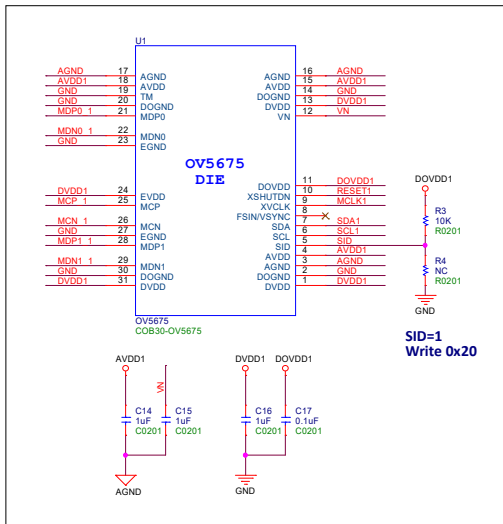 U1
AGND 17 AGND AGND 16 AGND
AVDD1 18 AVDD AVDD 15 AVDD1
GND 19 TM DOGND 14 GND
GND 20 DOGND DVDD 13 DVDD1
MDP0_1 21 MDP0 VN 12 VN
MDN0_1 22 MDN0
GND 23 EGND
OV5675
DIE
DOVDD 11 DOVDD1
DVDD1 24 EVDD XSHUTDN 10 RESET1
MCP_1 25 MCP XVCLK 9 MCLK1
FSIN/VSYNC 8
MCN_1 26 MCN SDA 7 SDA1
GND 27 EGND SCL 6 SCL1
MDP1_1 28 MDP1 SID 5 SID
AVDD 4 AVDD1
MDN1_1 29 MDN1 AGND 3 AGND
GND 30 DOGND DOGND 2 GND
DVDD1 31 DVDD DVDD 1 DVDD1
OV5675
COB30-OV5675
DOVDD1
R3
10K
R0201
R4
NC
R0201
GND
SID=1
Write 0x20
AVDD1
VN
C14
1uF
C0201
C15
1uF
C0201
AGND
DVDD1
DOVDD1
C16
1uF
C0201
C17
0.1uF
C0201
GND